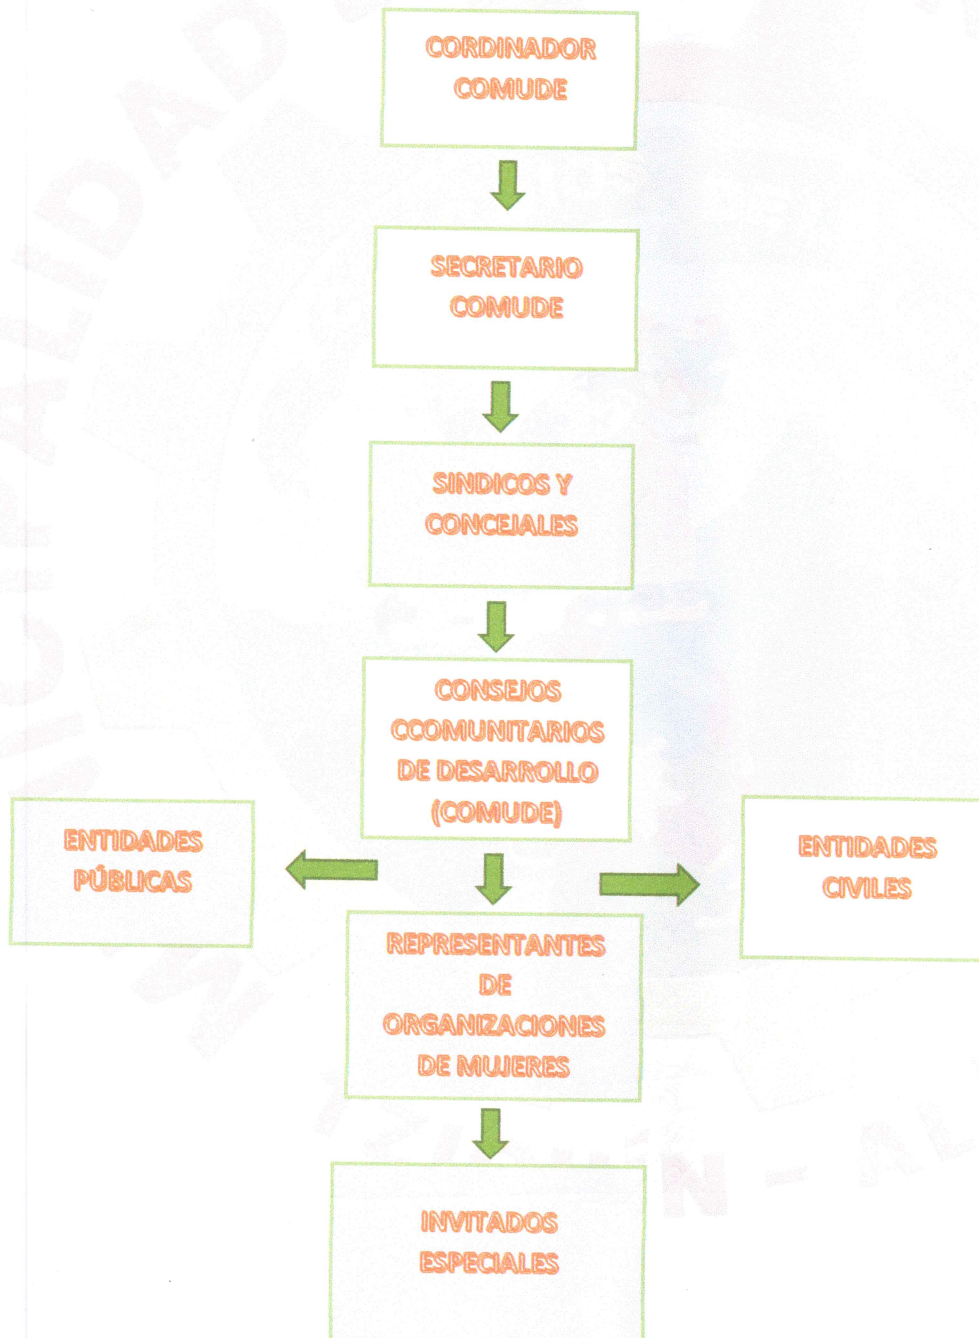 CORDINADOR
COMUDE
SECRETARIO
COMUDE
SINDICOS Y
CONCEJALES
CONSEJOS
CCOMUNITARIOS
DE DESARROLLO
(COMUDE)
ENTIDADES
PÚBLICAS
ENTIDADES
CIVILES
REPRESENTANTES
DE
ORGANIZACIONES
DE MUJERES
INVITADOS
ESPECIALES